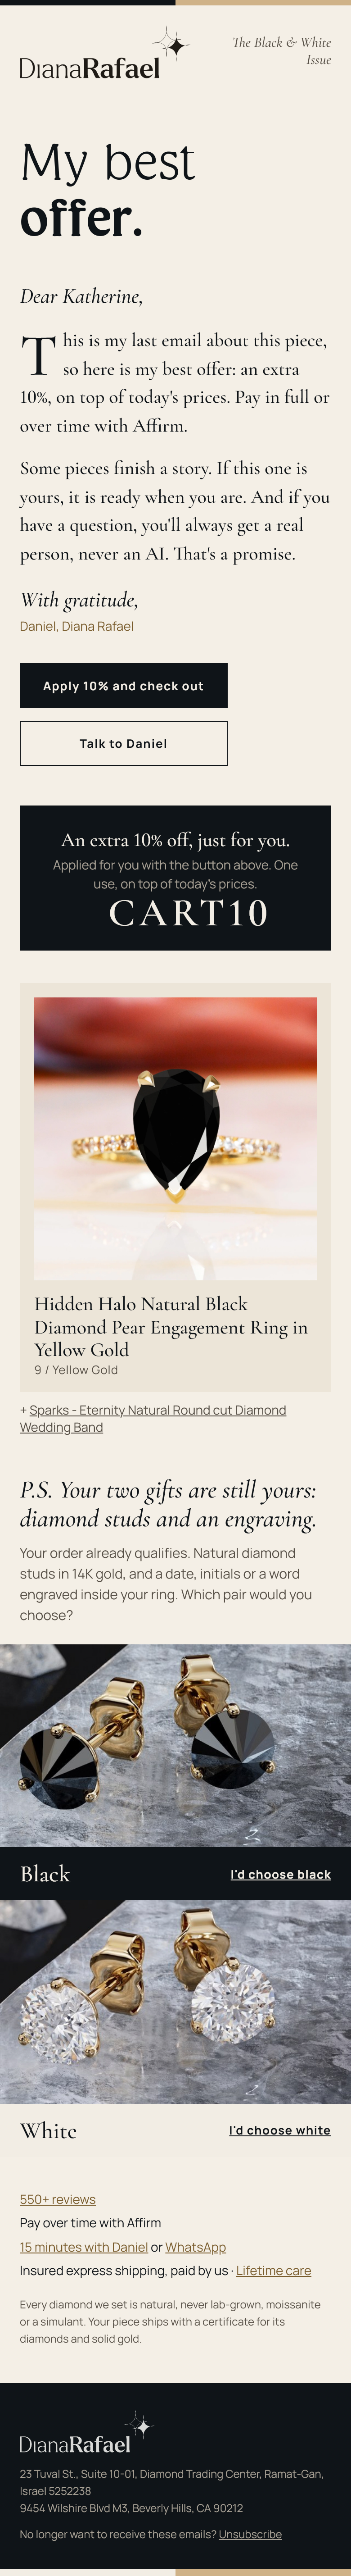 DianaRafael
The Black & White
Issue
My best
offer.
Dear Katherine,
This is my last email about this piece,
so here is my best offer: an extra
10%, on top of today's prices. Pay in full or
over time with Affirm.
Some pieces finish a story. If this one is
yours, it is ready when you are. And if you
have a question, you'll always get a real
person, never an AI. That's a promise.
With gratitude,
Daniel, Diana Rafael
Apply 10% and check out
Talk to Daniel
An extra 10% off, just for you.
Applied for you with the button above. One
use, on top of today's prices.
CART10
Hidden Halo Natural Black
Diamond Pear Engagement Ring in
Yellow Gold
9 / Yellow Gold
+ Sparks - Eternity Natural Round cut Diamond
Wedding Band
P.S. Your two gifts are still yours:
diamond studs and an engraving.
Your order already qualifies. Natural diamond
studs in 14K gold, and a date, initials or a word
engraved inside your ring. Which pair would you
choose?
Black
I'd choose black
White
I'd choose white
550+ reviews
Pay over time with Affirm
15 minutes with Daniel or WhatsApp
Insured express shipping, paid by us · Lifetime care
Every diamond we set is natural, never lab-grown, moissanite
or a simulant. Your piece ships with a certificate for its
diamonds and solid gold.
DianaRafael
23 Tuval St., Suite 10-01, Diamond Trading Center, Ramat-Gan,
Israel 5252238
9454 Wilshire Blvd M3, Beverly Hills, CA 90212
No longer want to receive these emails? Unsubscribe